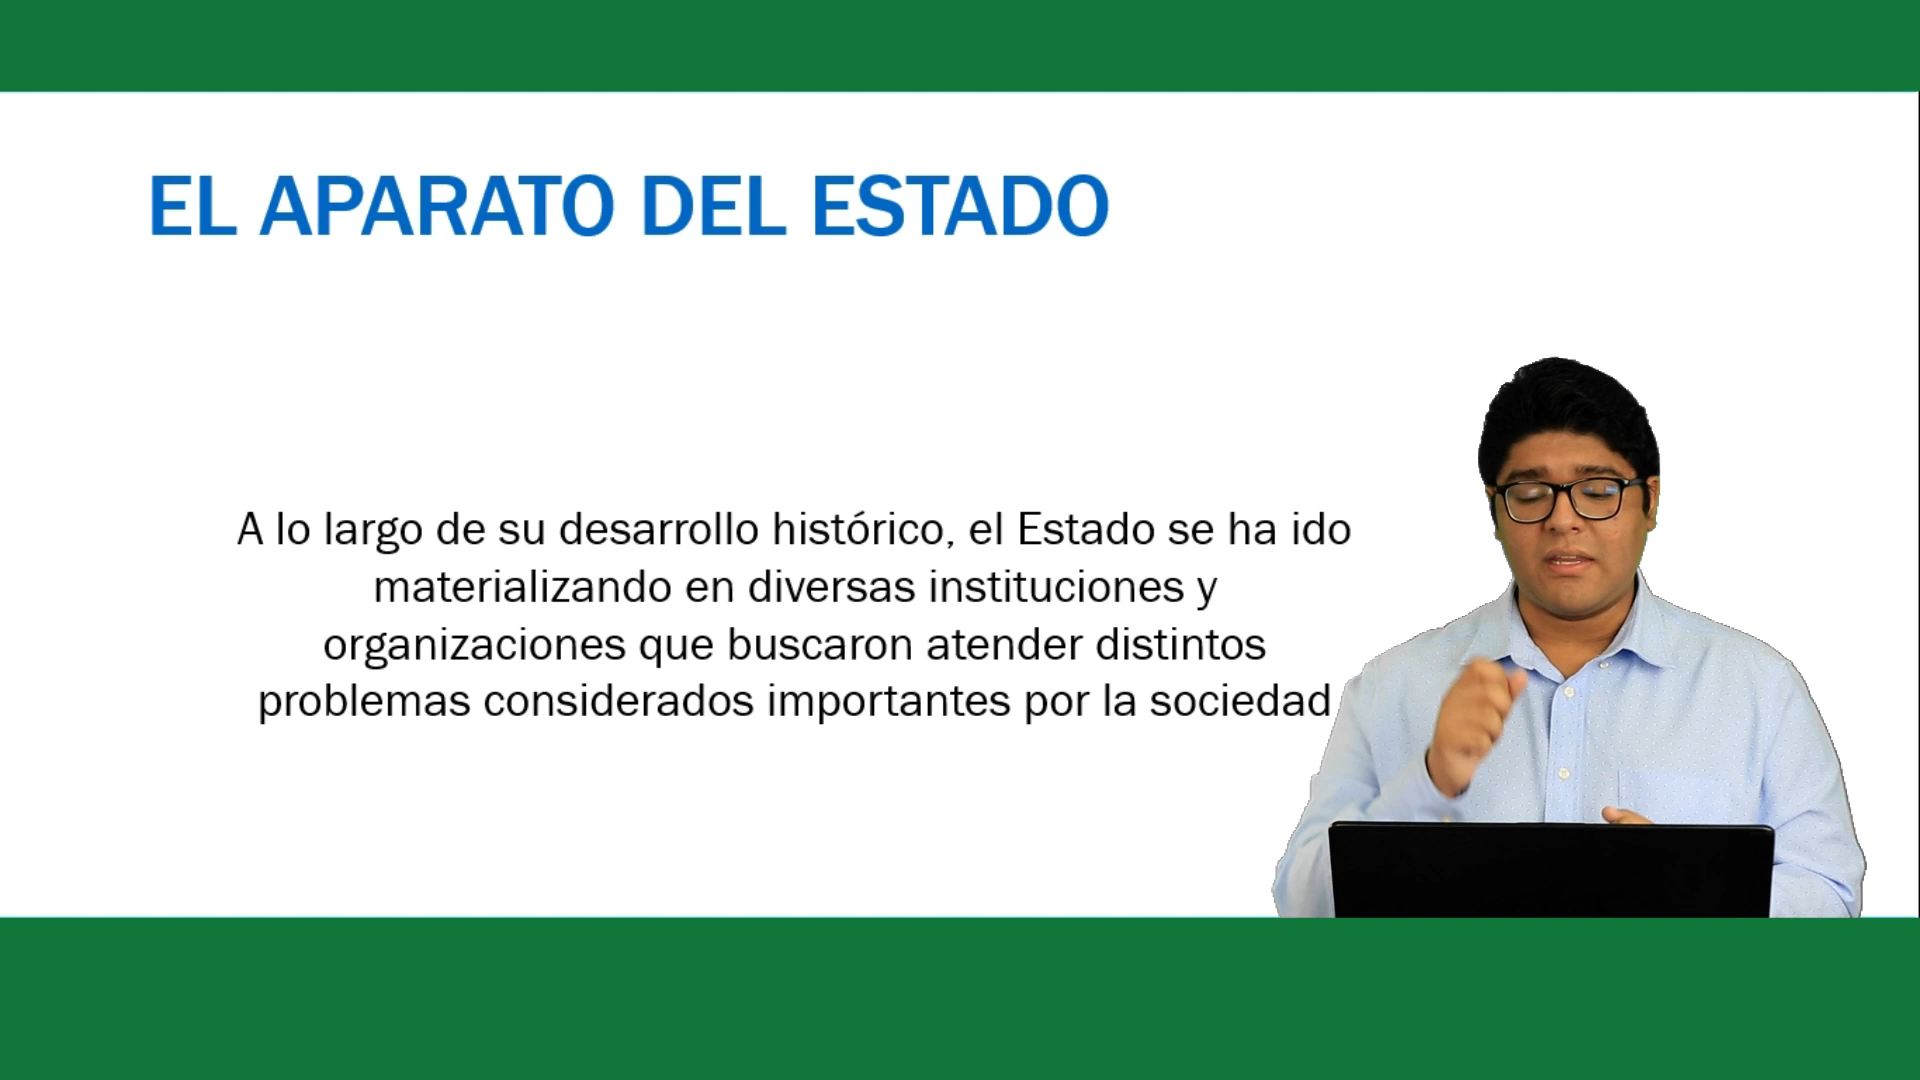 EL APARATO DEL ESTADO
A lo largo de su desarrollo histórico, el Estado se ha ido
materializando en diversas instituciones y
organizaciones que buscaron atender distintos
problemas considerados importantes por la sociedad